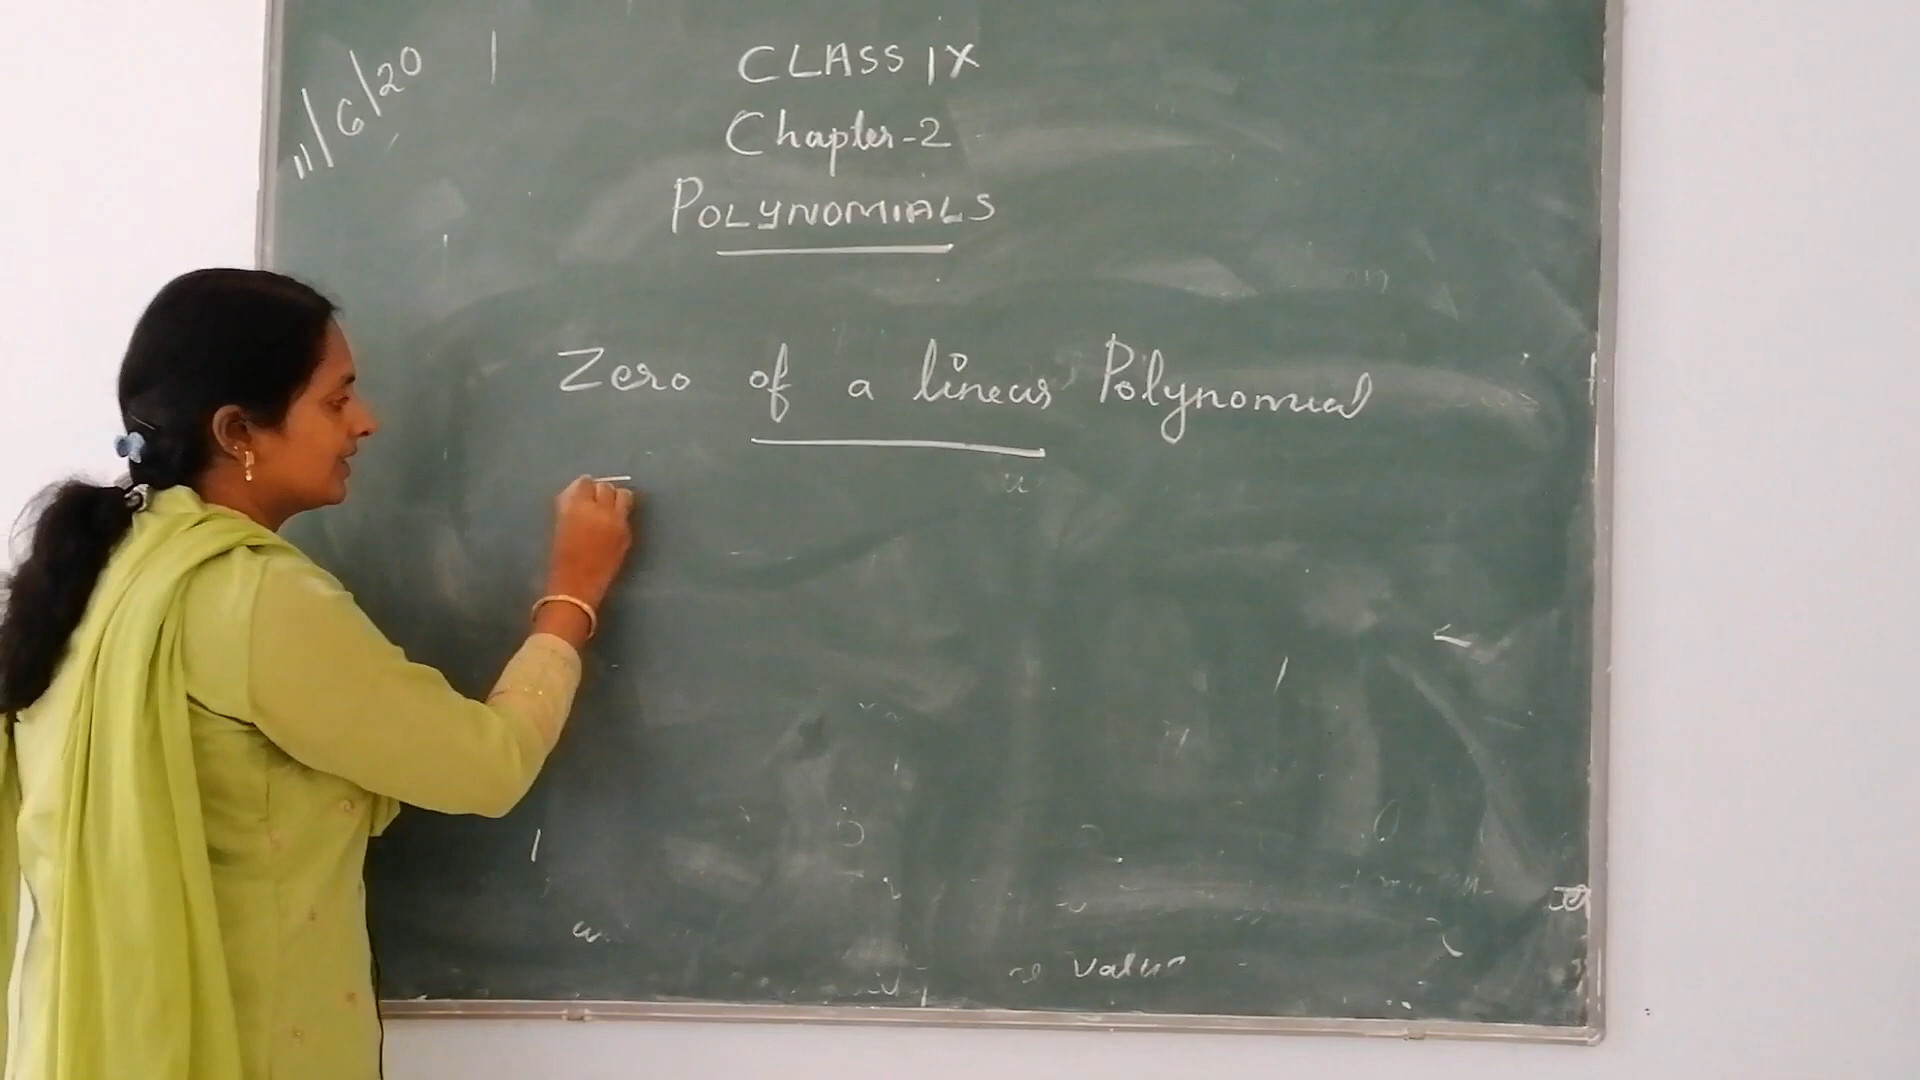 11/6/20
CLASS IX
Chapter-2
POLYNOMIALS
Zero of a linear Polynomial
value